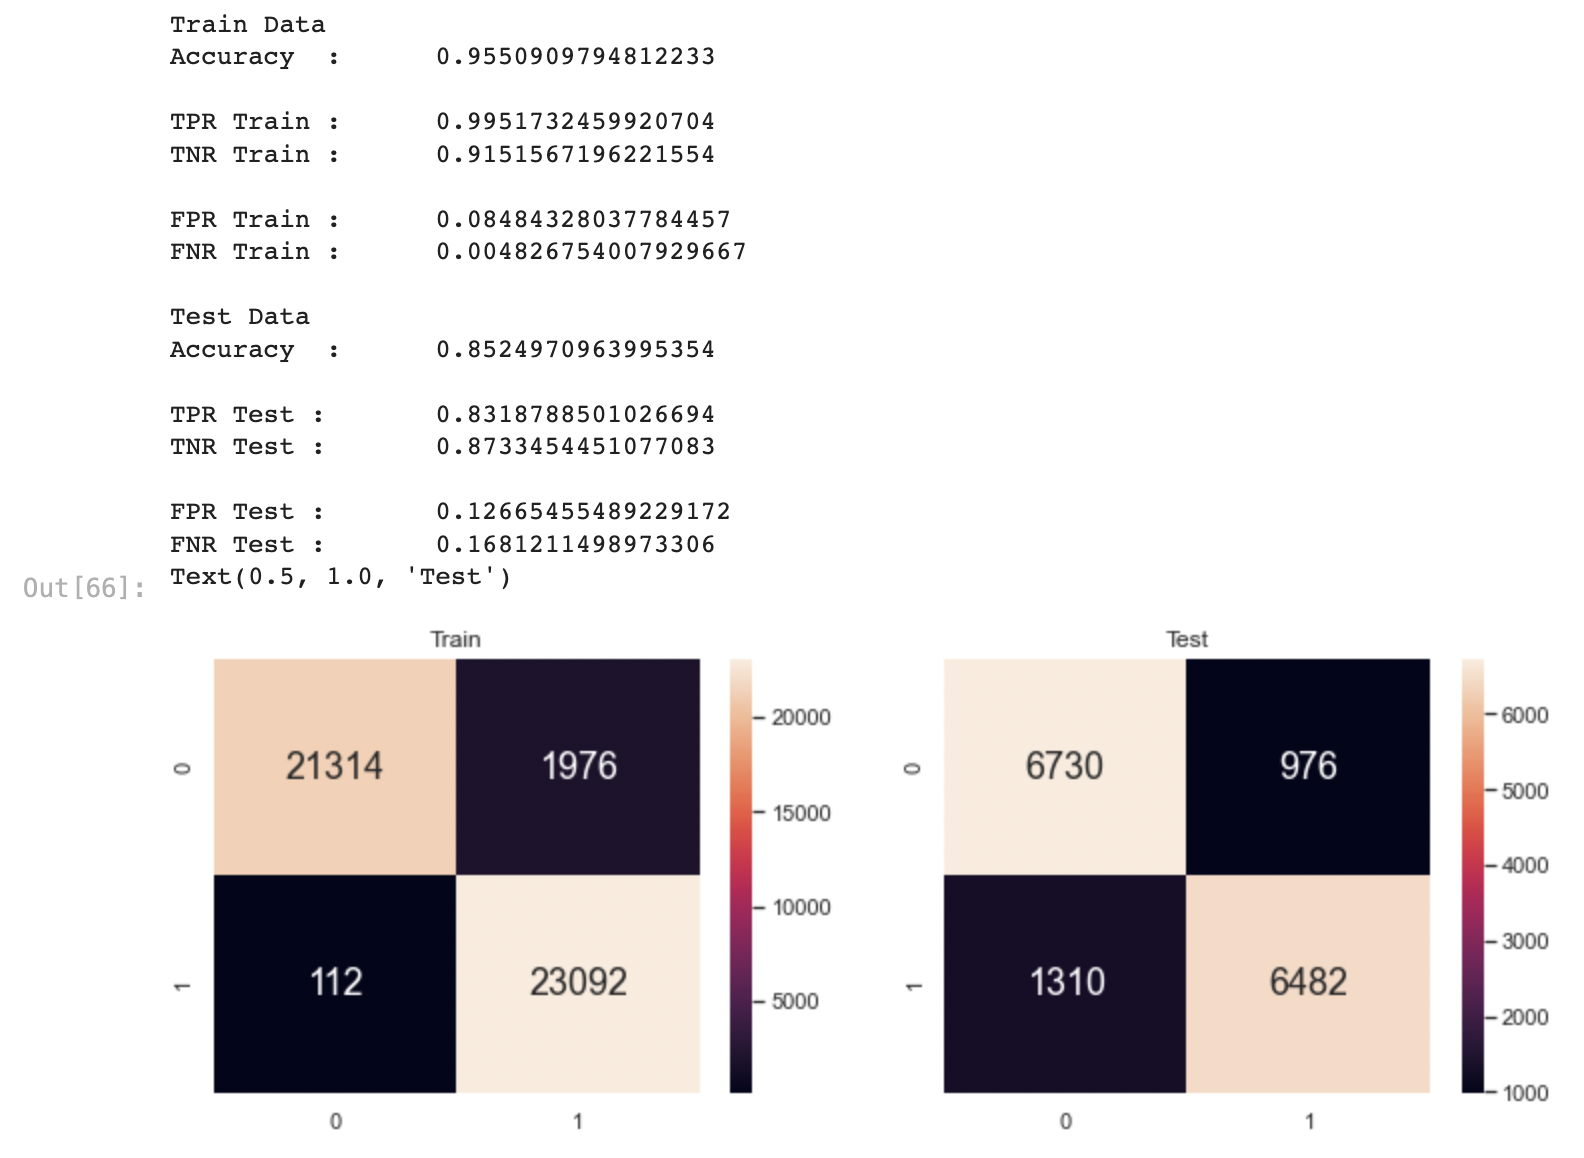 Train Data
Accuracy  :      0.9550909794812233
TPR Train :      0.9951732459920704
TNR Train :      0.9151567196221554
FPR Train :      0.08484328037784457
FNR Train :      0.004826754007929667
Test Data
Accuracy  :      0.8524970963995354
TPR Test :       0.8318788501026694
TNR Test :       0.8733454451077083
FPR Test :       0.12665455489229172
FNR Test :       0.1681211498973306
Out[66]: Text(0.5, 1.0, 'Test')
Train
0
21314
1976
1
112
23092
0
1
20000
15000
10000
5000
Test
0
6730
976
1
1310
6482
0
1
6000
5000
4000
3000
2000
1000